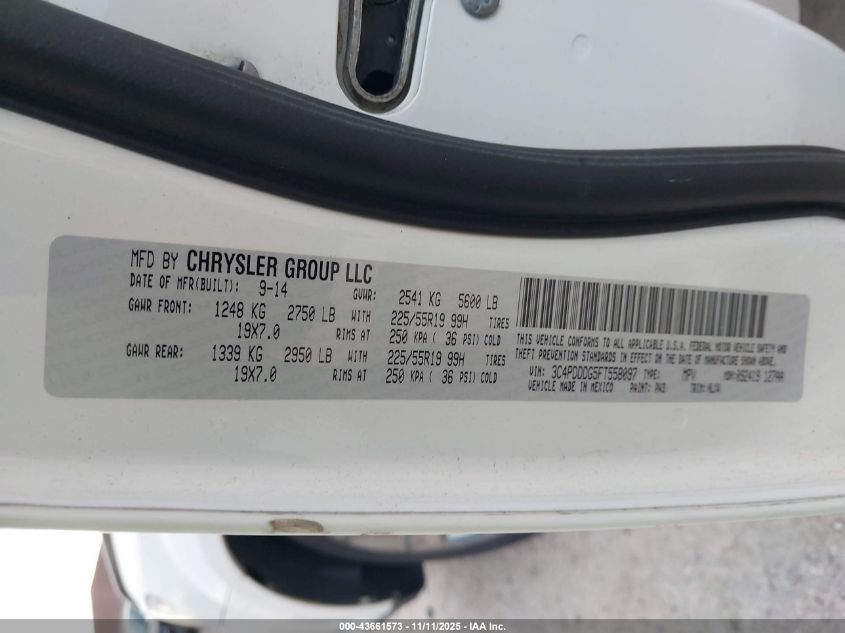 MFD BY CHRYSLER GROUP LLC
DATE OF MFR(BUILT): 9-14 GVWR: 2541 KG 5600 LB
GAWR FRONT: 1248 KG 2750 LB WITH 225/55R19 99H TIRES
19X7.0 RIMS AT 250 KPA ( 36 PSI) COLD
GAWR REAR: 1339 KG 2950 LB WITH 225/55R19 99H TIRES
19X7.0 RIMS AT 250 KPA ( 36 PSI) COLD
THIS VEHICLE CONFORMS TO ALL APPLICABLE U.S.A. FEDERAL MOTOR VEHICLE SAFETY AND
THEFT PREVENTION STANDARDS IN EFFECT ON THE DATE OF MANUFACTURE SHOWN ABOVE.
VIN: 3C4PDDDG5FT558097 TYPE: MPV MDH: 092419 127AA
VEHICLE MADE IN MEXICO PAINT: PW3 TRIM:
000-43661573 - 11/11/2025 - IAA Inc.